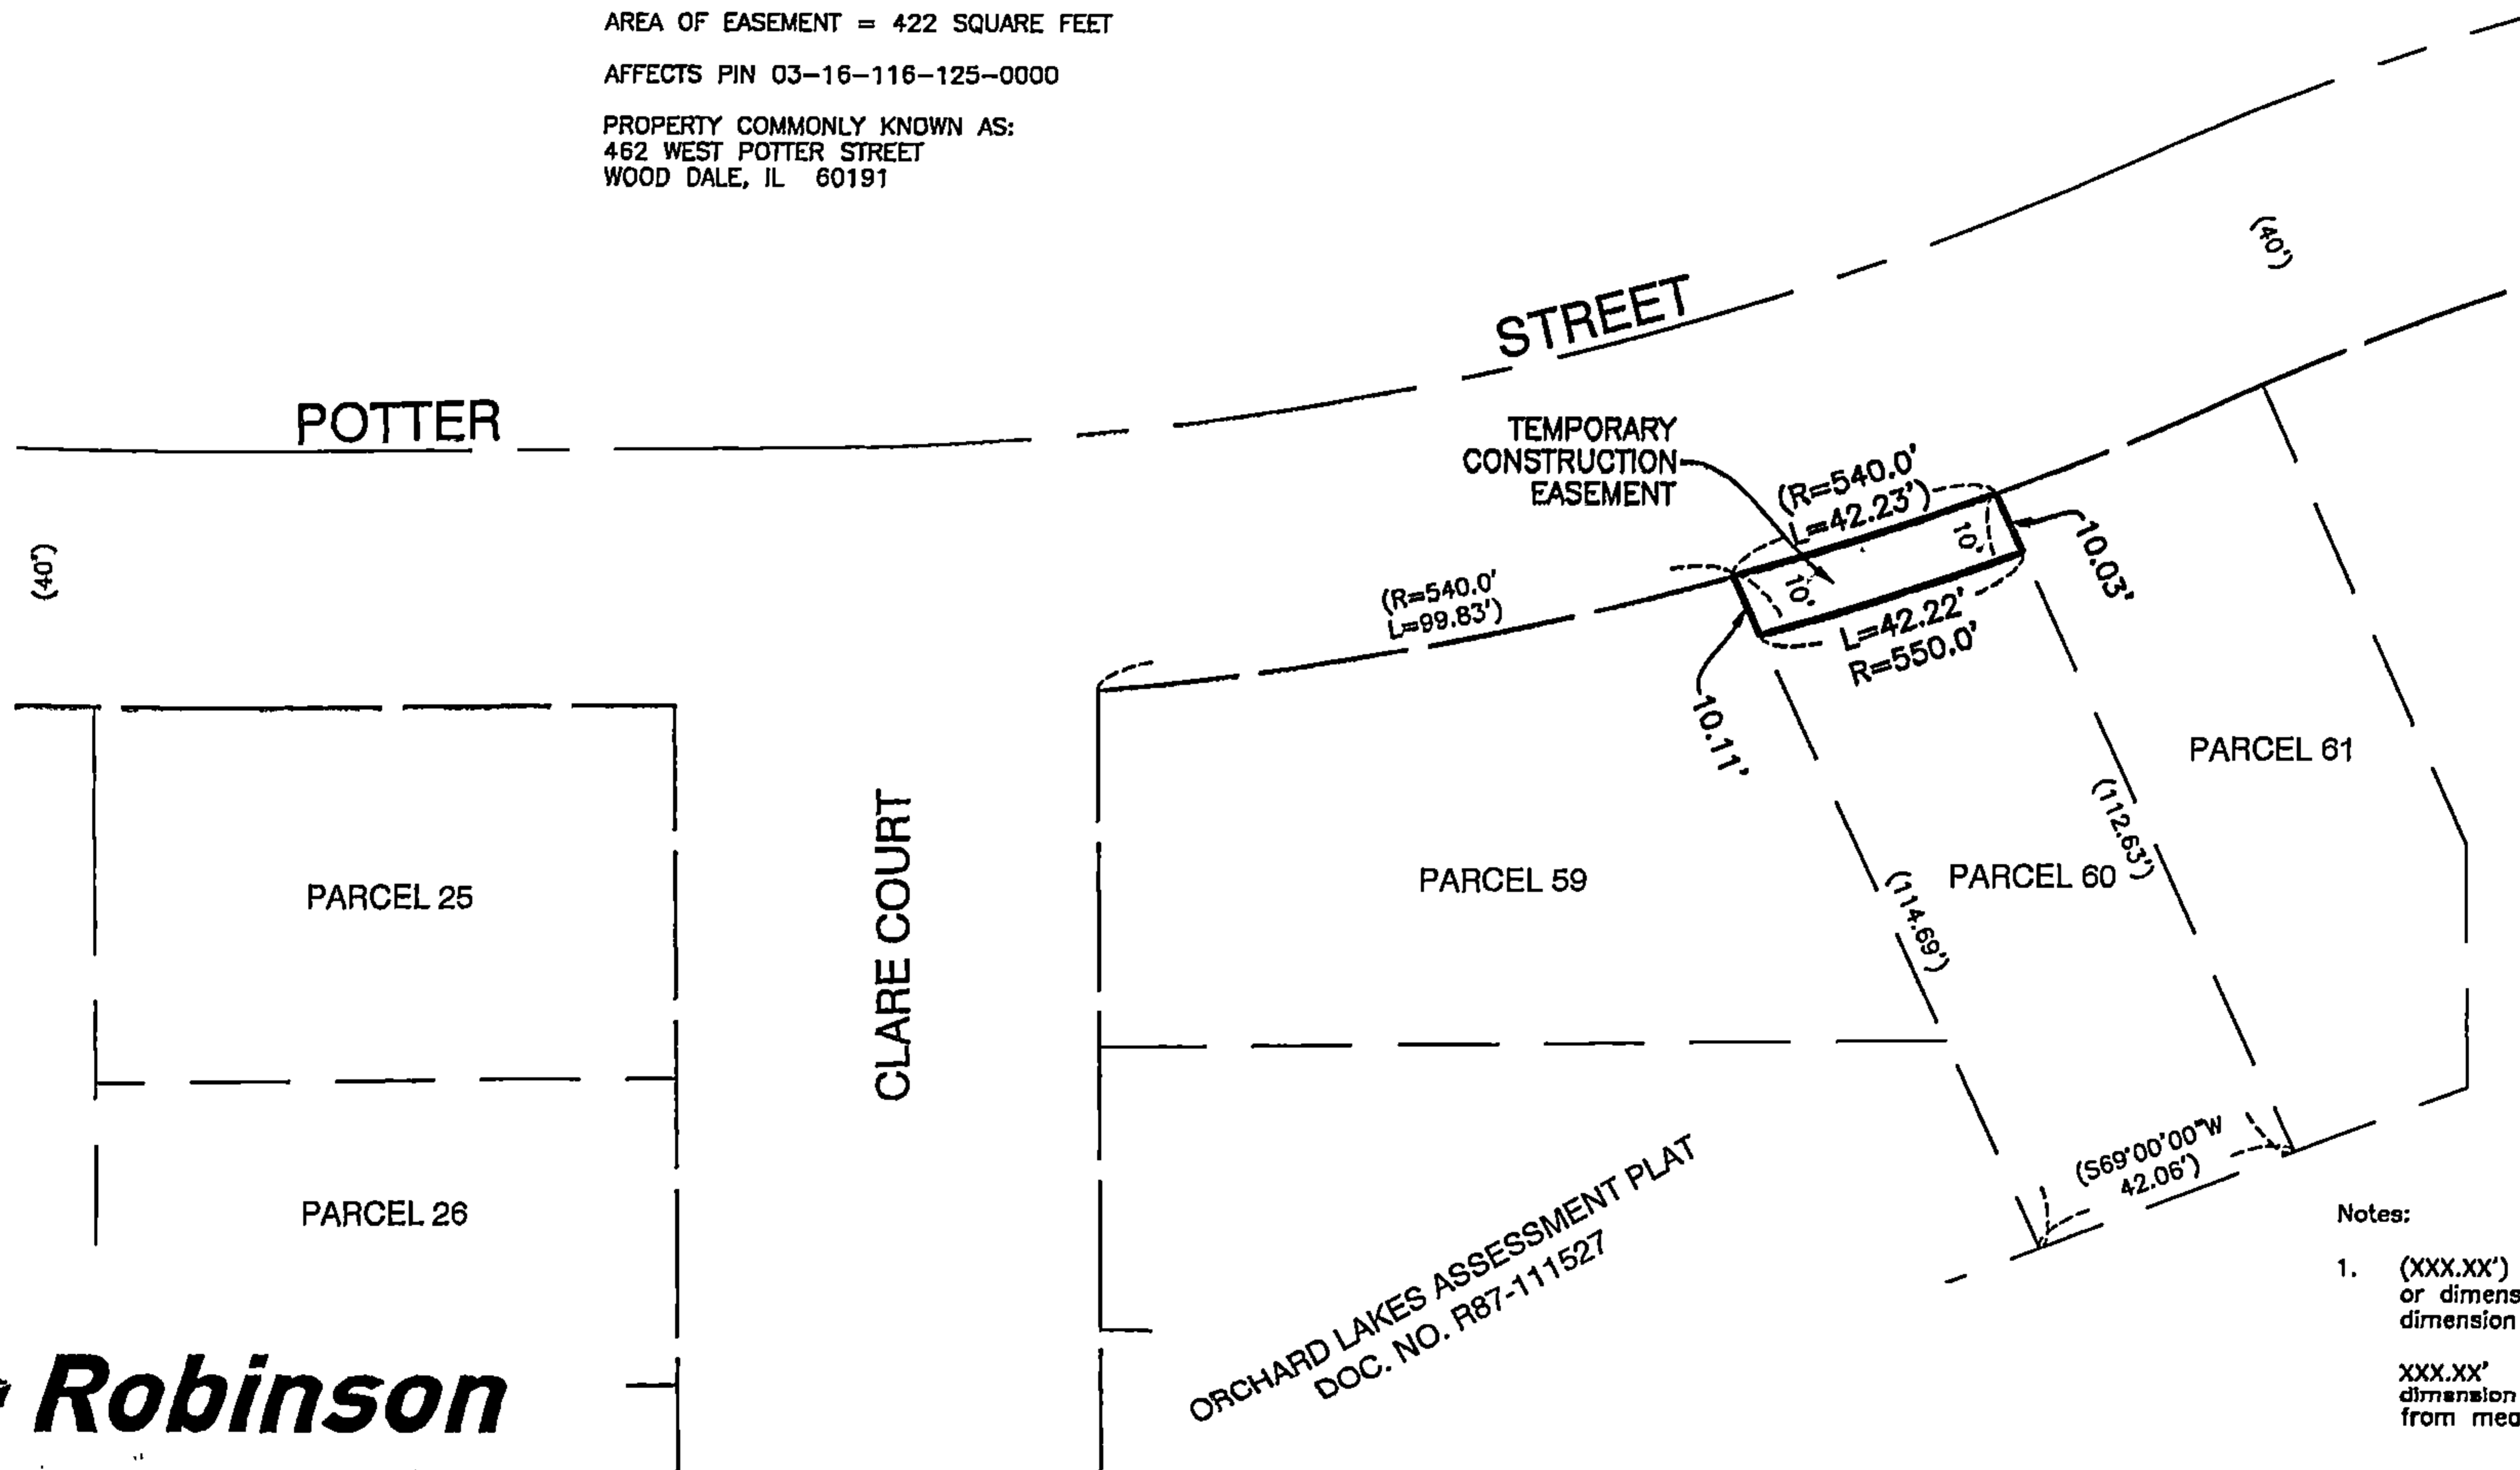 AREA OF EASEMENT = 422 SQUARE FEET
AFFECTS PIN 03-16-116-125-0000
PROPERTY COMMONLY KNOWN AS:
462 WEST POTTER STREET
WOOD DALE, IL 60191
(40')
STREET
POTTER
TEMPORARY
CONSTRUCTION
EASEMENT
(R=540.0'
L=42.23')
10'
10.03'
(40')
(R=540.0'
L=99.83')
10'
L=42.22'
R=550.0'
10.11'
PARCEL 61
CLARE COURT
(112.63')
PARCEL 25
PARCEL 59
PARCEL 60
(114.69')
(S69°00'00"W
42.06')
PARCEL 26
ORCHARD LAKES ASSESSMENT PLAT
DOC. NO. R87-111527
Notes:
1. (XXX.XX')
or dimens
dimension
XXX.XX'
dimension
from mea
Robinson